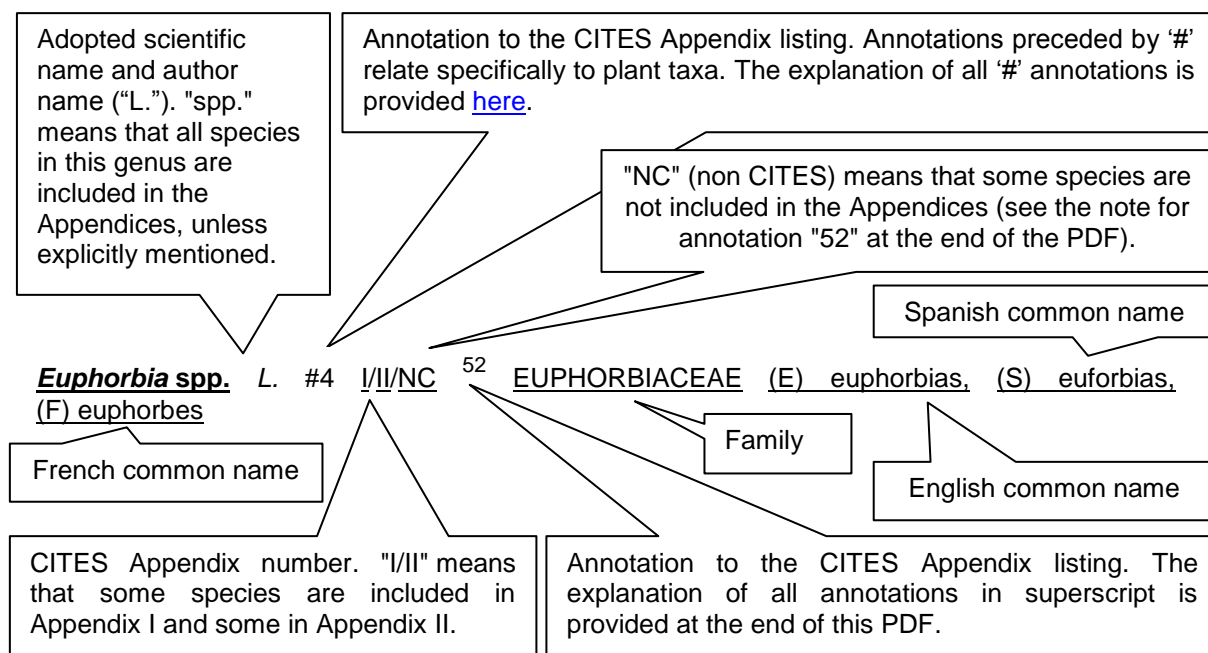 Adopted scientific
name and author
name (“L.”). "spp."
means that all species
in this genus are
included in the
Appendices, unless
explicitly mentioned.
Annotation to the CITES Appendix listing. Annotations preceded by ‘#’
relate specifically to plant taxa. The explanation of all ‘#’ annotations is
provided here.
"NC" (non CITES) means that some species are
not included in the Appendices (see the note for
annotation "52" at the end of the PDF).
Spanish common name
Euphorbia spp. L. #4 I/II/NC 52 EUPHORBIACEAE (E) euphorbias, (S) euforbias,
(F) euphorbes
French common name
Family
English common name
CITES Appendix number. "I/II" means
that some species are included in
Appendix I and some in Appendix II.
Annotation to the CITES Appendix listing. The
explanation of all annotations in superscript is
provided at the end of this PDF.